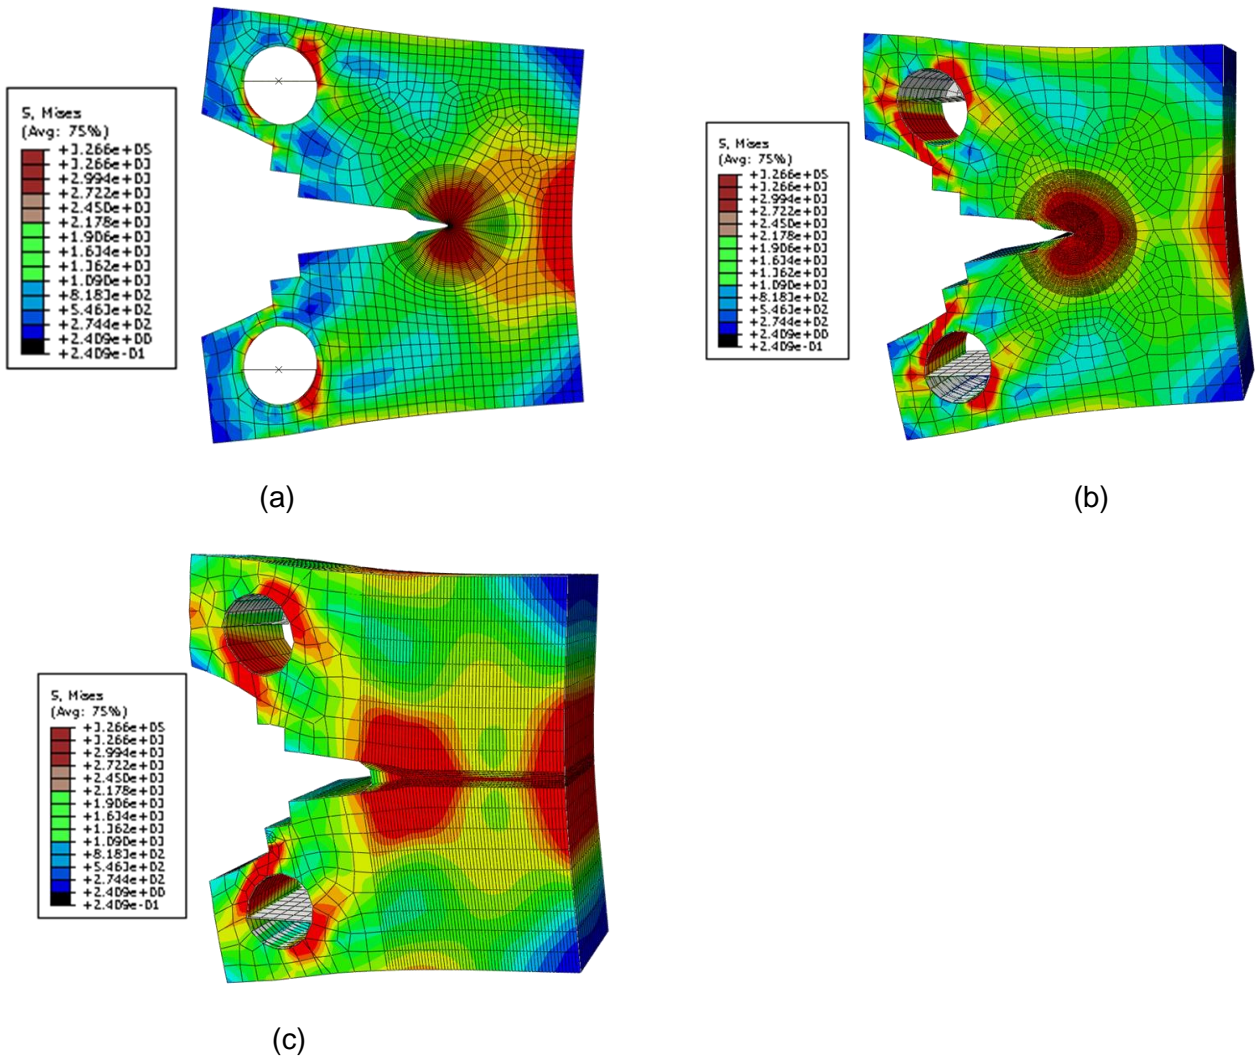 S, Mises
(Avg: 75%)
+3.266e+05
+3.266e+03
+2.994e+03
+2.722e+03
+2.450e+03
+2.178e+03
+1.906e+03
+1.634e+03
+1.362e+03
+1.090e+03
+8.183e+02
+5.463e+02
+2.744e+02
+2.409e+00
+2.409e-01
(a)
S, Mises
(Avg: 75%)
+3.266e+05
+3.266e+03
+2.994e+03
+2.722e+03
+2.450e+03
+2.178e+03
+1.906e+03
+1.634e+03
+1.362e+03
+1.090e+03
+8.183e+02
+5.463e+02
+2.744e+02
+2.409e+00
+2.409e-01
(b)
S, Mises
(Avg: 75%)
+3.266e+05
+3.266e+03
+2.994e+03
+2.722e+03
+2.450e+03
+2.178e+03
+1.906e+03
+1.634e+03
+1.362e+03
+1.090e+03
+8.183e+02
+5.463e+02
+2.744e+02
+2.409e+00
+2.409e-01
(c)